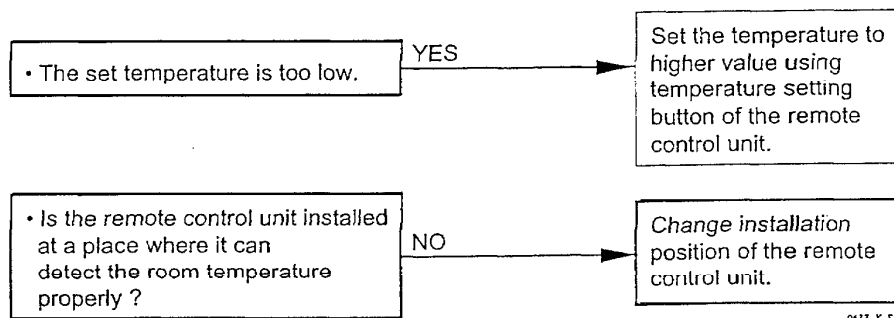 • The set temperature is too low.
YES
Set the temperature to
higher value using
temperature setting
button of the remote
control unit.
• Is the remote control unit installed
at a place where it can
detect the room temperature
properly ?
NO
Change installation
position of the remote
control unit.